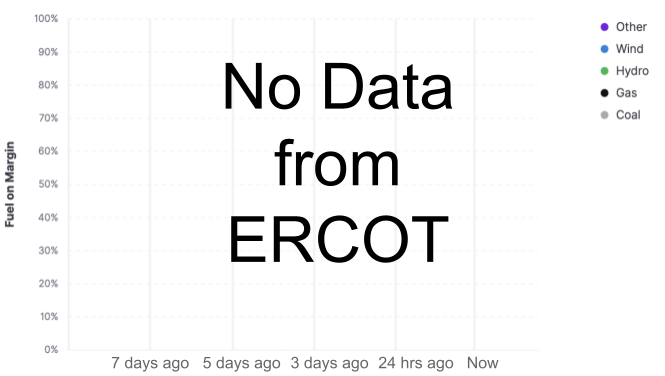 100%
90%
80%
70%
60%
50%
40%
30%
20%
10%
0%
Fuel on Margin
No Data
from
ERCOT
7 days ago 5 days ago 3 days ago 24 hrs ago Now
Other
Wind
Hydro
Gas
Coal